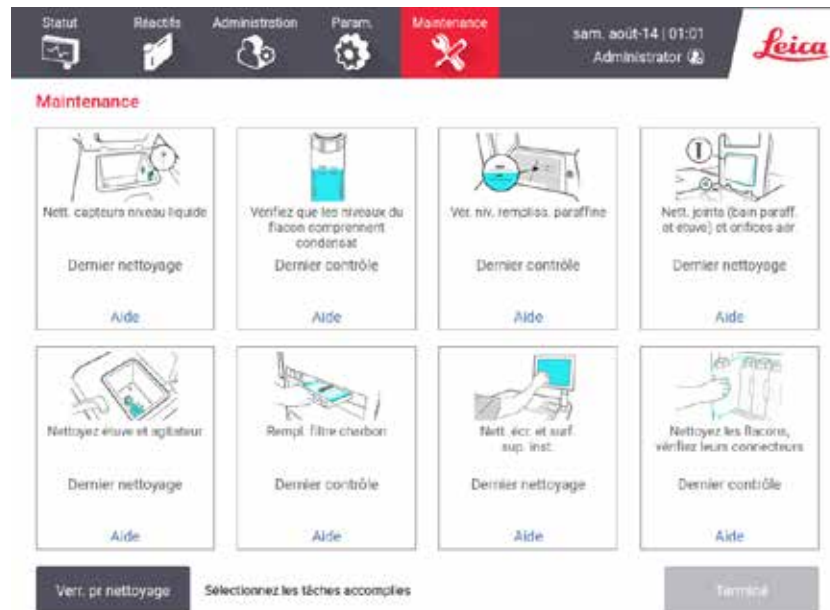 Statut
Réactifs
Administration
Param.
Maintenance
sam. août-14 | 01:01
Administrator
Leica
Maintenance
Nett. capteurs niveau liquide
Dernier nettoyage
Aide
Vérifiez que les niveaux du
flacon comprennent
condensat
Dernier contrôle
Aide
Vér. niv. rempliss. paraffine
Dernier contrôle
Aide
1
Nett. joints (bain paraff.
et étuve) et orifices aér
Dernier nettoyage
Aide
Nettoyez étuve et agitateur
Dernier nettoyage
Aide
Rempl. filtre charbon
Dernier contrôle
Aide
Nett. écr. et surf.
sup. inst.
Dernier nettoyage
Aide
Nettoyez les flacons,
vérifiez leurs connecteurs
Dernier contrôle
Aide
Verr. pr nettoyage
Sélectionnez les tâches accomplies
Terminé